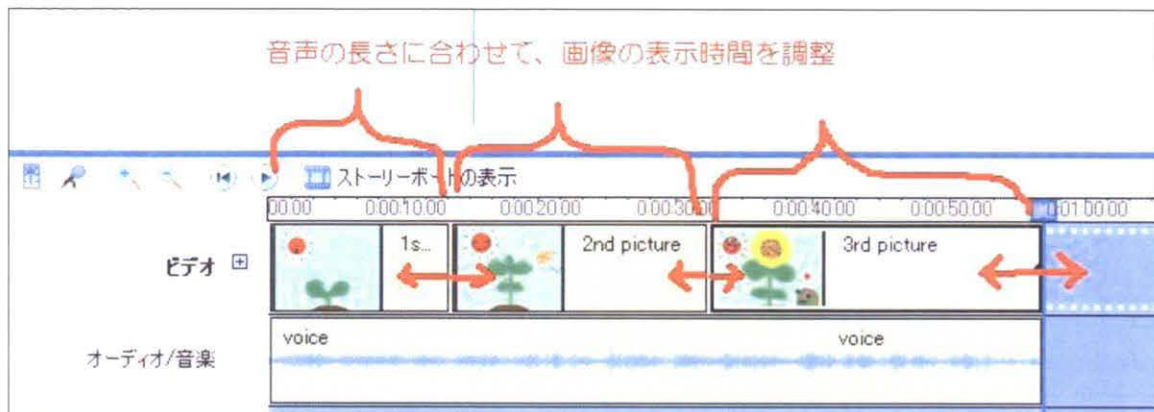 音声の長さに合わせて、画像の表示時間を調整
ストーリーボードの表示
00:00 0:00:10.00 0:00:20.00 0:00:30.00 0:00:40.00 0:00:50.00 0:01:00.00
ビデオ 1s... 2nd picture 3rd picture
オーディオ/音楽 voice voice